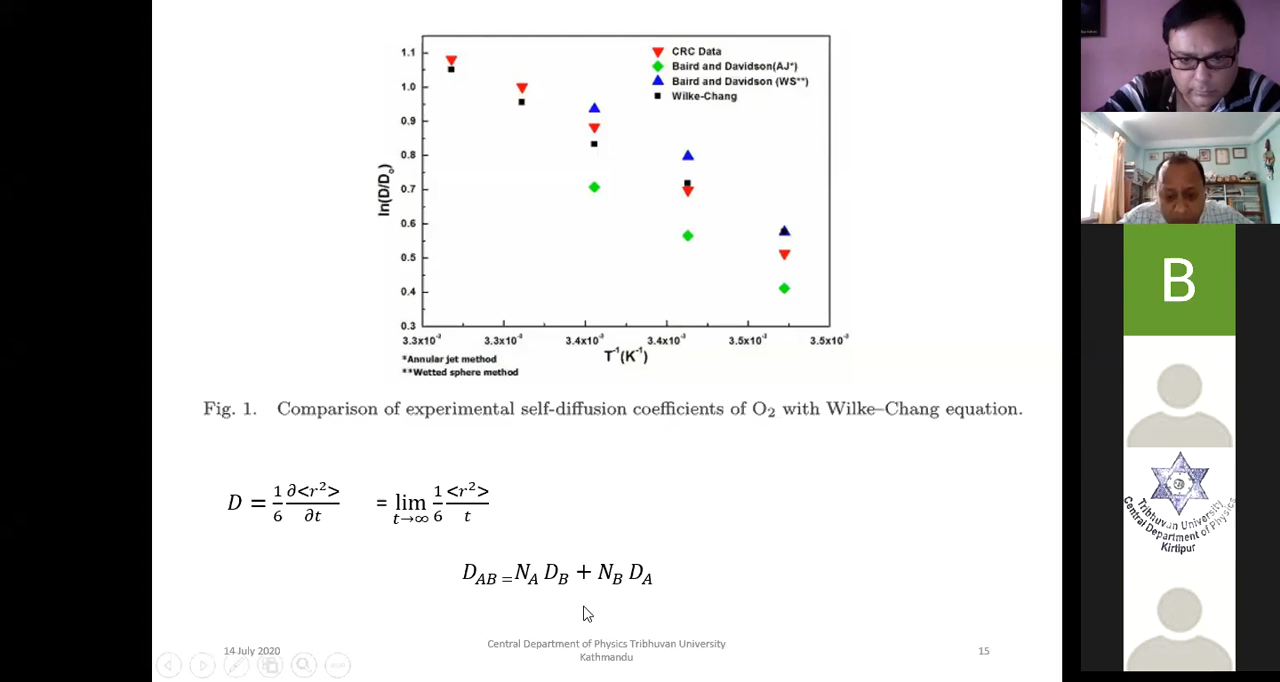 1.1
1.0
0.9
0.8
0.7
0.6
0.5
0.4
0.3
ln(D/D₀)
CRC Data
Baird and Davidson(AJ*)
Baird and Davidson (WS**)
Wilke-Chang
3.3x10⁻³ 3.3x10⁻³ 3.4x10⁻³ 3.4x10⁻³ 3.5x10⁻³ 3.5x10⁻³
T⁻¹(K⁻¹)
*Annular jet method
**Wetted sphere method
Fig. 1. Comparison of experimental self-diffusion coefficients of O₂ with Wilke–Chang equation.
D = 1/6 ∂<r²>/∂t = lim t→∞ 1/6 <r²>/t
D_AB = N_A D_B + N_B D_A
14 July 2020
Central Department of Physics Tribhuvan University
Kathmandu
15
B
Tribhuvan University
Central Department of Physics
Kirtipur